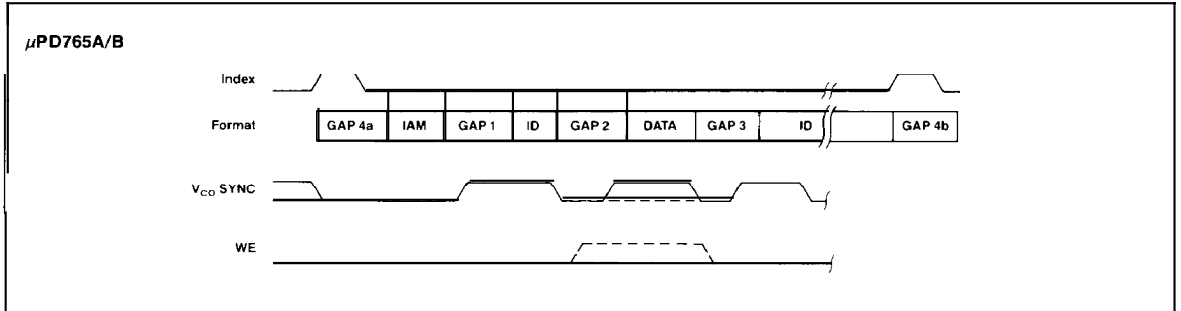 μPD765A/B
Index
Format GAP 4a IAM GAP 1 ID GAP 2 DATA GAP 3 ID GAP 4b
VCO SYNC
WE